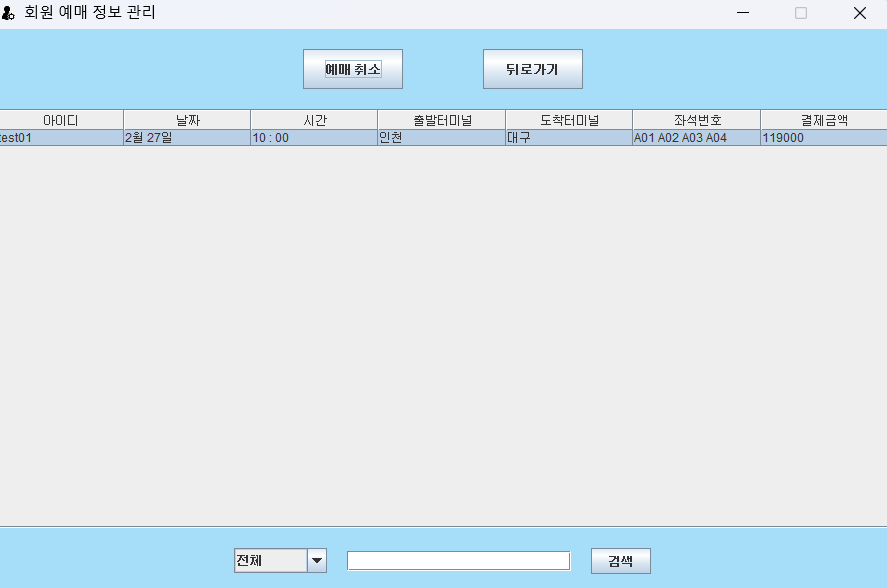 회원 예매 정보 관리
예매 취소 뒤로가기
아이디 날짜 시간 출발터미널 도착터미널 좌석번호 결제금액
test01 2월 27일 10 : 00 인천 대구 A01 A02 A03 A04 119000
전체 검색